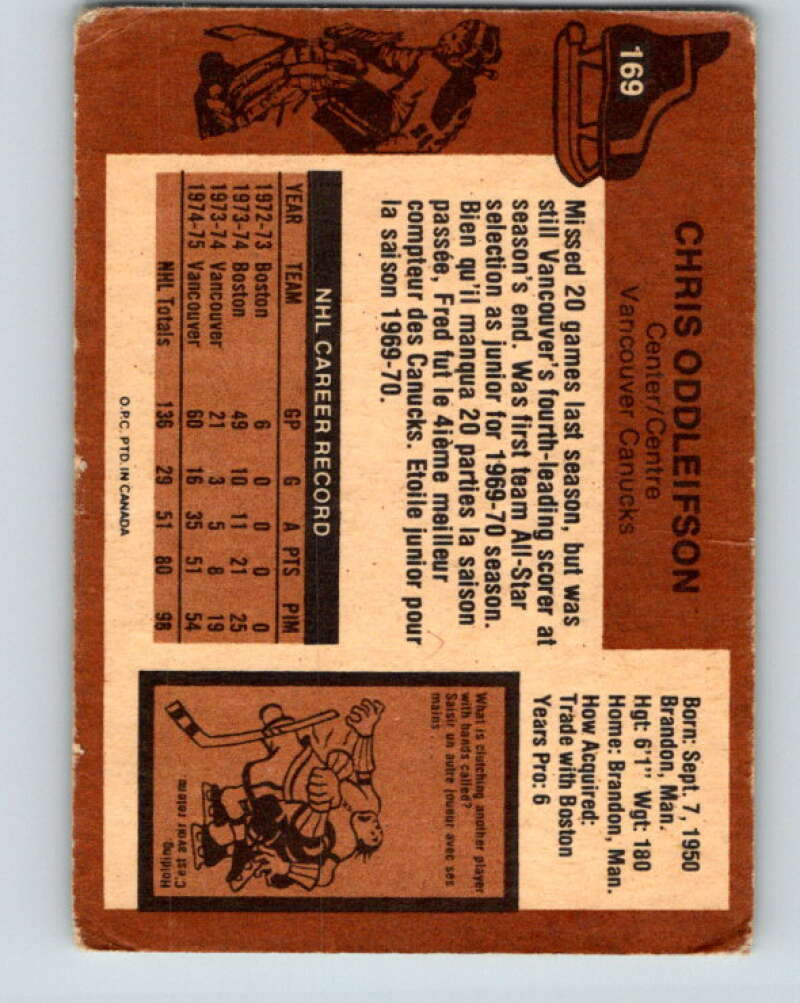 169
CHRIS ODDLEIFSON
Center/Centre
Vancouver Canucks
Missed 20 games last season, but was
still Vancouver's fourth-leading scorer at
season's end. Was first team All-Star
selection as junior for 1969-70 season.
Bien qu'il manqua 20 parties la saison
passée, Fred fut le 4ième meilleur
compteur des Canucks. Etoile junior pour
la saison 1969-70.
Born: Sept. 7, 1950
Brandon, Man.
Hgt: 6'1" Wgt: 180
Home: Brandon, Man.
How Acquired:
Trade with Boston
Years Pro: 6
NHL CAREER RECORD
YEAR TEAM GP G A PTS PIM
1972-73 Boston 6 0 0 0 0
1973-74 Boston 49 10 11 21 25
1973-74 Vancouver 21 3 5 8 19
1974-75 Vancouver 60 16 35 51 54
NHL Totals 136 29 51 80 98
What is clutching another player
with hands called?
Saisir un autre joueur avec ses
mains
Holding.
C'est avoir retenu
O.P.C. PTD. IN CANADA